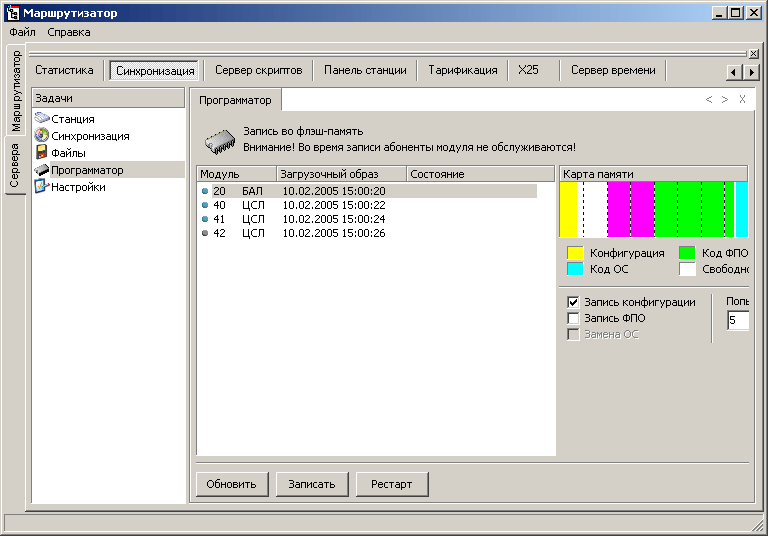 Маршрутизатор
Файл Справка
Маршрутизатор
Сервера
Статистика Синхронизация Сервер скриптов Панель станции Тарификация X25 Сервер времени
Задачи
Станция
Синхронизация
Файлы
Программатор
Настройки
Программатор
< > X
Запись во флэш-память
Внимание! Во время записи абоненты модуля не обслуживаются!
Модуль Загрузочный образ Состояние
20 БАЛ 10.02.2005 15:00:20
40 ЦСЛ 10.02.2005 15:00:22
41 ЦСЛ 10.02.2005 15:00:24
42 ЦСЛ 10.02.2005 15:00:26
Карта памяти
Конфигурация Код ФПО
Код ОС Свободно
Запись конфигурации
Запись ФПО
Замена ОС
Попы
5
Обновить Записать Рестарт